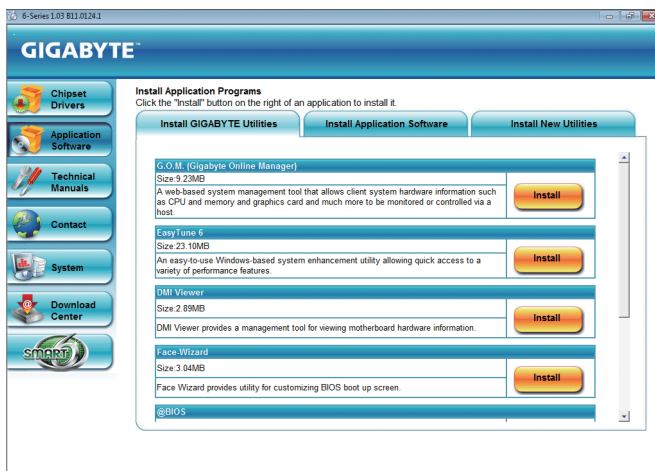 6-Series 1.03 B11.0124.1
GIGABYTE™
Chipset
Drivers
Application
Software
Technical
Manuals
Contact
System
Download
Center
SMART 6
Install Application Programs
Click the "Install" button on the right of an application to install it.
Install GIGABYTE Utilities
Install Application Software
Install New Utilities
G.O.M. (Gigabyte Online Manager)
Size:9.23MB
A web-based system management tool that allows client system hardware information such
as CPU and memory and graphics card and much more to be monitored or controlled via a
host.
Install
EasyTune 6
Size:23.10MB
An easy-to-use Windows-based system enhancement utility allowing quick access to a
variety of performance features.
Install
DMI Viewer
Size:2.89MB
DMI Viewer provides a management tool for viewing motherboard hardware information.
Install
Face-Wizard
Size:3.04MB
Face Wizard provides utility for customizing BIOS boot up screen.
Install
@BIOS